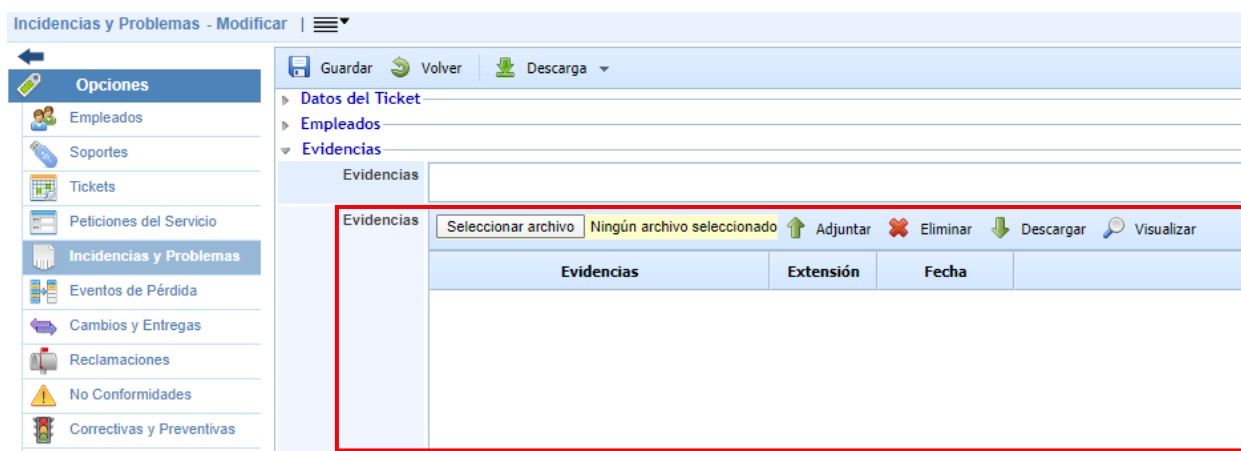 Incidencias y Problemas - Modificar |
Opciones
Empleados
Soportes
Tickets
Peticiones del Servicio
Incidencias y Problemas
Eventos de Pérdida
Cambios y Entregas
Reclamaciones
No Conformidades
Correctivas y Preventivas
Guardar Volver Descarga
Datos del Ticket
Empleados
Evidencias
Evidencias
Evidencias Seleccionar archivo Ningún archivo seleccionado Adjuntar Eliminar Descargar Visualizar
Evidencias Extensión Fecha